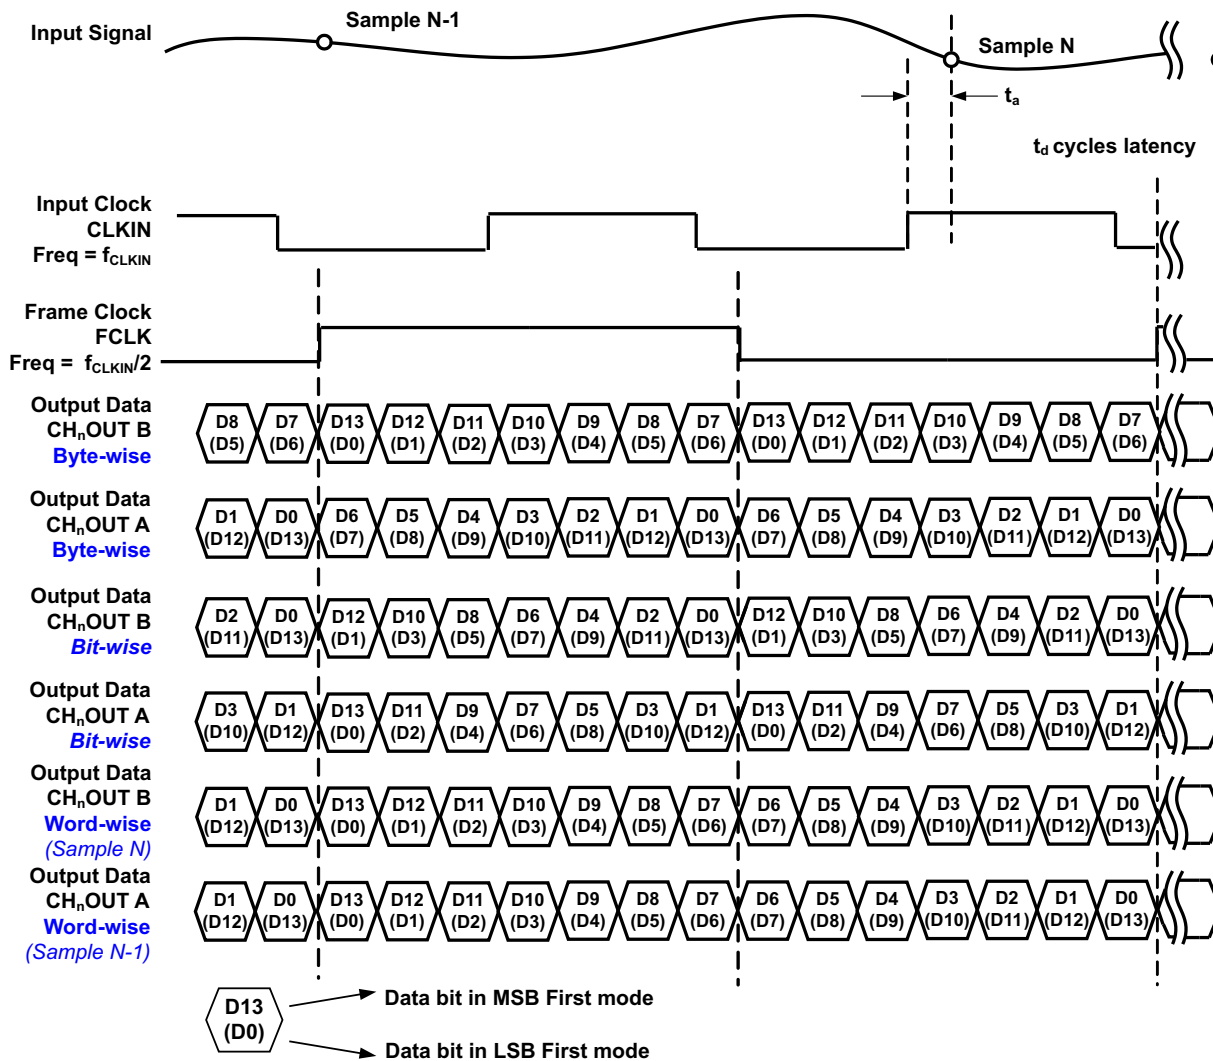 Input Signal
Sample N-1
Sample N
ta
td cycles latency
Input Clock
CLKIN
Freq = fCLKIN
Frame Clock
FCLK
Freq = fCLKIN/2
Output Data
CHnOUT B
Byte-wise
D8 D7 D13 D12 D11 D10 D9 D8 D7 D13 D12 D11 D10 D9 D8 D7
(D5) (D6) (D0) (D1) (D2) (D3) (D4) (D5) (D6) (D0) (D1) (D2) (D3) (D4) (D5) (D6)
Output Data
CHnOUT A
Byte-wise
D1 D0 D6 D5 D4 D3 D2 D1 D0 D6 D5 D4 D3 D2 D1 D0
(D12) (D13) (D7) (D8) (D9) (D10) (D11) (D12) (D13) (D7) (D8) (D9) (D10) (D11) (D12) (D13)
Output Data
CHnOUT B
Bit-wise
D2 D0 D12 D10 D8 D6 D4 D2 D0 D12 D10 D8 D6 D4 D2 D0
(D11) (D13) (D1) (D3) (D5) (D7) (D9) (D11) (D13) (D1) (D3) (D5) (D7) (D9) (D11) (D13)
Output Data
CHnOUT A
Bit-wise
D3 D1 D13 D11 D9 D7 D5 D3 D1 D13 D11 D9 D7 D5 D3 D1
(D10) (D12) (D0) (D2) (D4) (D6) (D8) (D10) (D12) (D0) (D2) (D4) (D6) (D8) (D10) (D12)
Output Data
CHnOUT B
Word-wise
(Sample N)
D1 D0 D13 D12 D11 D10 D9 D8 D7 D6 D5 D4 D3 D2 D1 D0
(D12) (D13) (D0) (D1) (D2) (D3) (D4) (D5) (D6) (D7) (D8) (D9) (D10) (D11) (D12) (D13)
Output Data
CHnOUT A
Word-wise
(Sample N-1)
D1 D0 D13 D12 D11 D10 D9 D8 D7 D6 D5 D4 D3 D2 D1 D0
(D12) (D13) (D0) (D1) (D2) (D3) (D4) (D5) (D6) (D7) (D8) (D9) (D10) (D11) (D12) (D13)
D13
(D0)
Data bit in MSB First mode
Data bit in LSB First mode